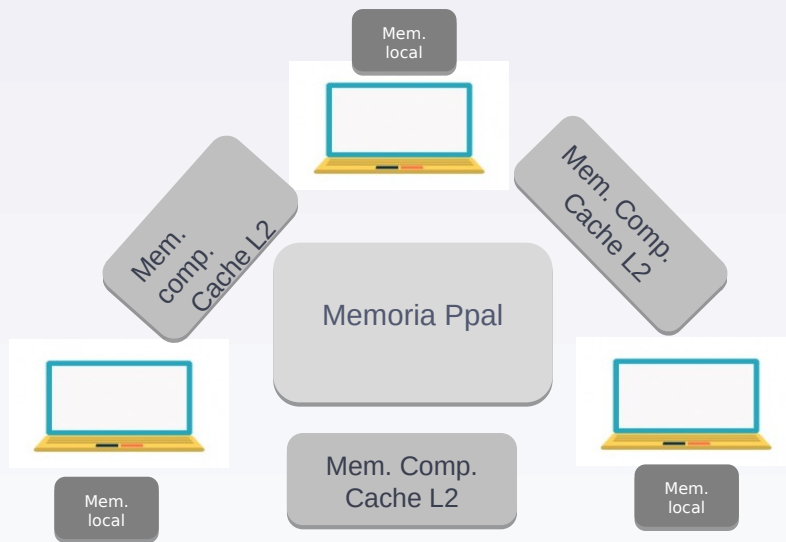 Mem.
local
Mem.
comp.
Cache L2
Mem. Comp.
Cache L2
Memoria Ppal
Mem. Comp.
Cache L2
Mem.
local
Mem.
local